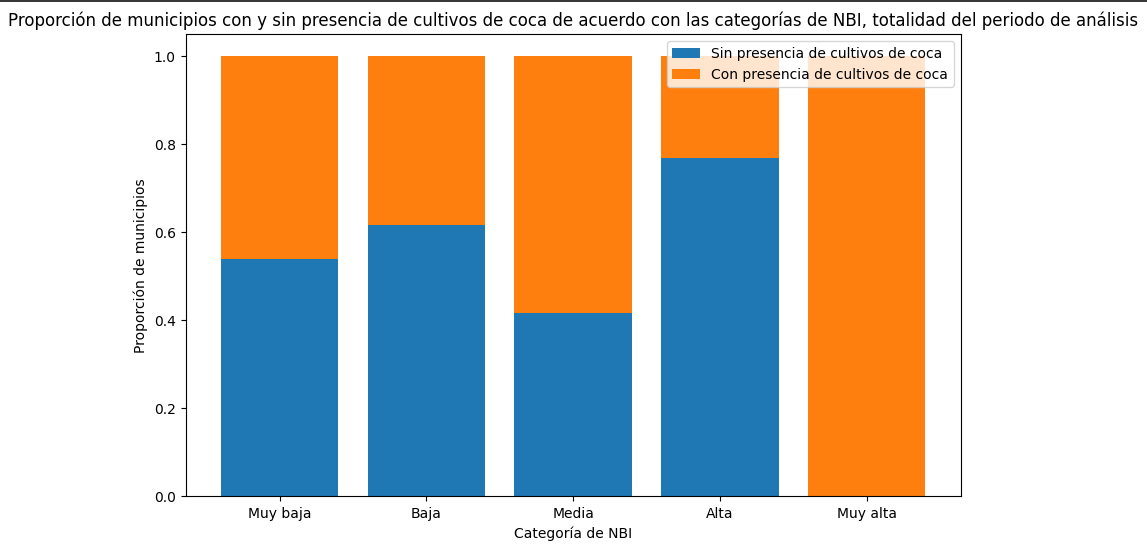 Proporción de municipios con y sin presencia de cultivos de coca de acuerdo con las categorías de NBI, totalidad del periodo de análisis
Sin presencia de cultivos de coca
Con presencia de cultivos de coca
Proporción de municipios
1.0
0.8
0.6
0.4
0.2
0.0
Muy baja Baja Media Alta Muy alta
Categoría de NBI